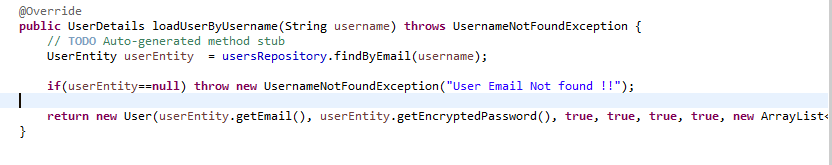 @Override
public UserDetails loadUserByUsername(String username) throws UsernameNotFoundException {
// TODO Auto-generated method stub
UserEntity userEntity  = usersRepository.findByEmail(username);
if(userEntity==null) throw new UsernameNotFoundException("User Email Not found !!");
return new User(userEntity.getEmail(), userEntity.getEncryptedPassword(), true, true, true, true, new ArrayList<
}